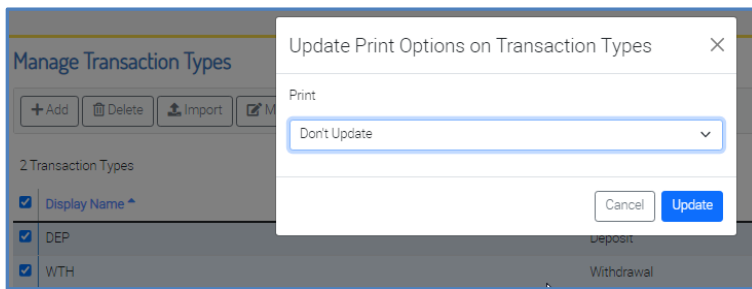 Update Print Options on Transaction Types
Manage Transaction Types
Print
Add Delete Import M
Don't Update
2 Transaction Types
Display Name
Cancel Update
DEP Deposit
WTH Withdrawal